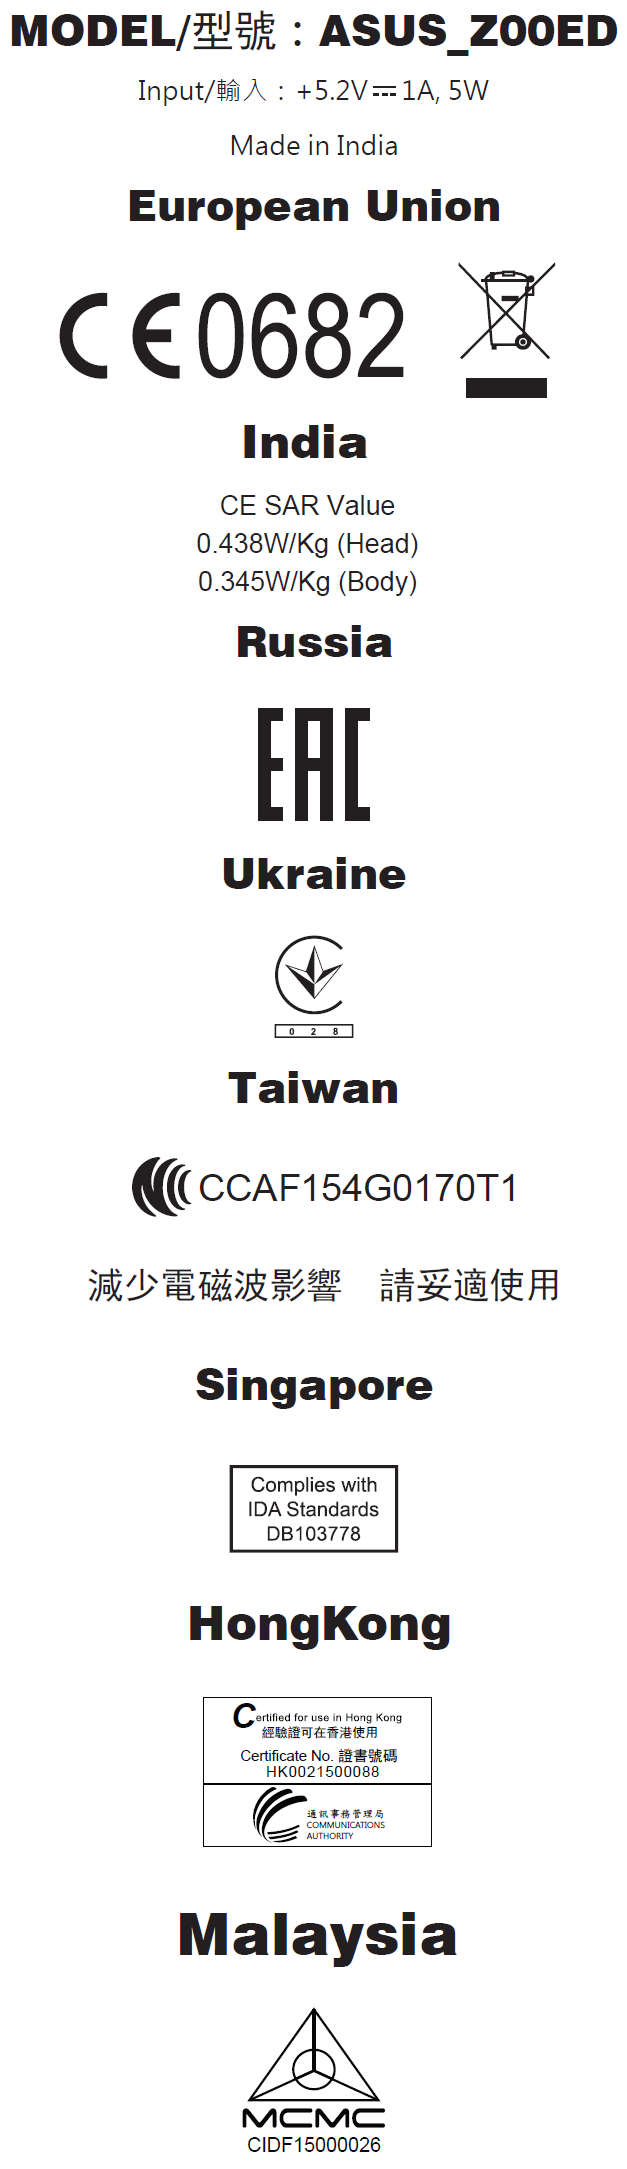 MODEL/型號：ASUS_Z00ED
Input/輸入：+5.2V⎓1A, 5W
Made in India
European Union
CE0682
India
CE SAR Value
0.438W/Kg (Head)
0.345W/Kg (Body)
Russia
EAC
Ukraine
0 2 8
Taiwan
CCAF154G0170T1
減少電磁波影響　請妥適使用
Singapore
Complies with
IDA Standards
DB103778
HongKong
Certified for use in Hong Kong
經驗證可在香港使用
Certificate No. 證書號碼
HK0021500088
通訊事務管理局
COMMUNICATIONS
AUTHORITY
Malaysia
MCMC
CIDF15000026